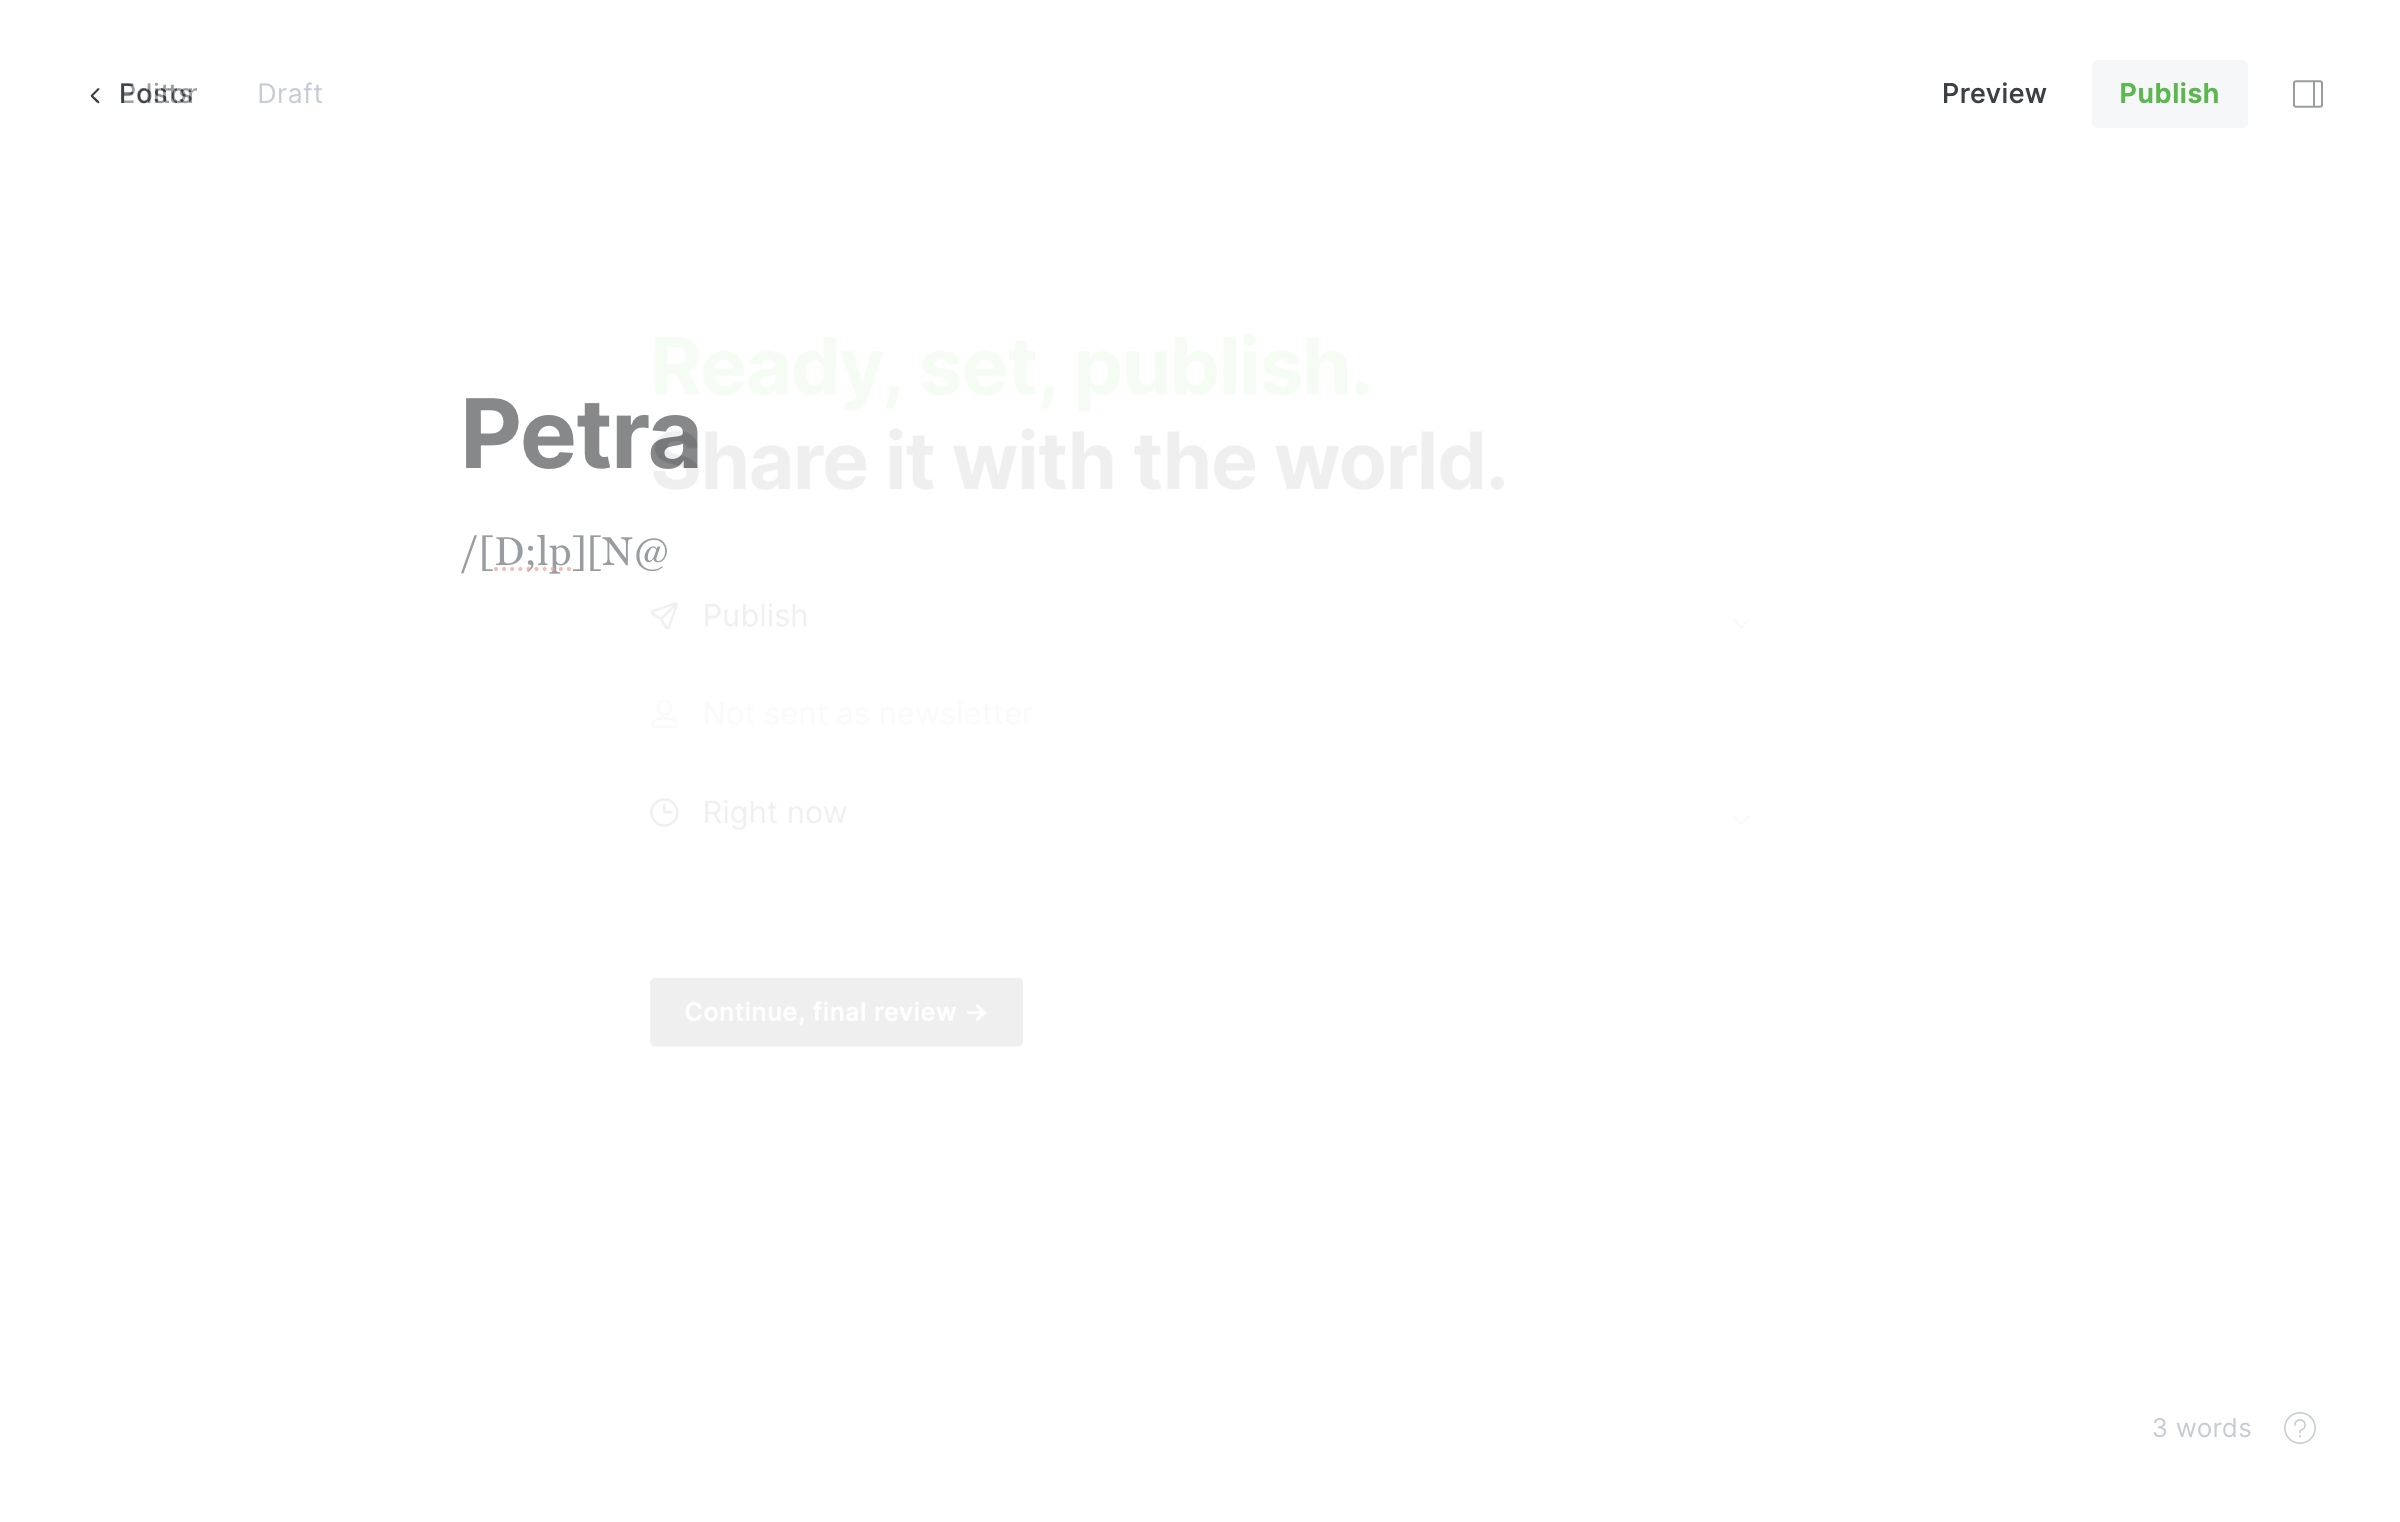 Posts
Draft
Preview
Publish
Ready, set, publish.
Petra
Share it with the world.
/[D;lp][N@
Publish
Not sent as newsletter
Right now
Continue, final review →
3 words
?